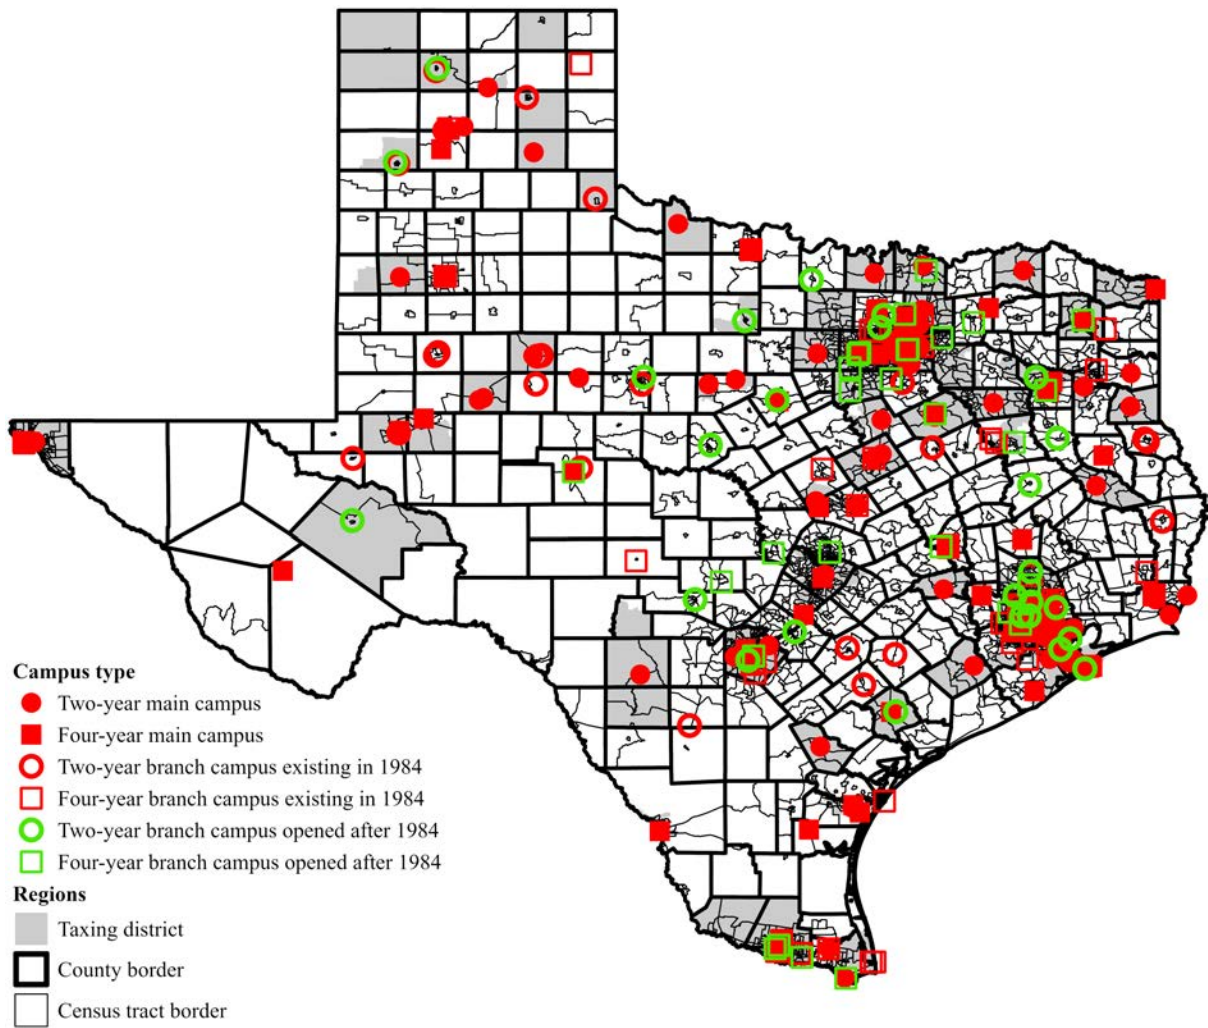 Campus type
Two-year main campus
Four-year main campus
Two-year branch campus existing in 1984
Four-year branch campus existing in 1984
Two-year branch campus opened after 1984
Four-year branch campus opened after 1984
Regions
Taxing district
County border
Census tract border